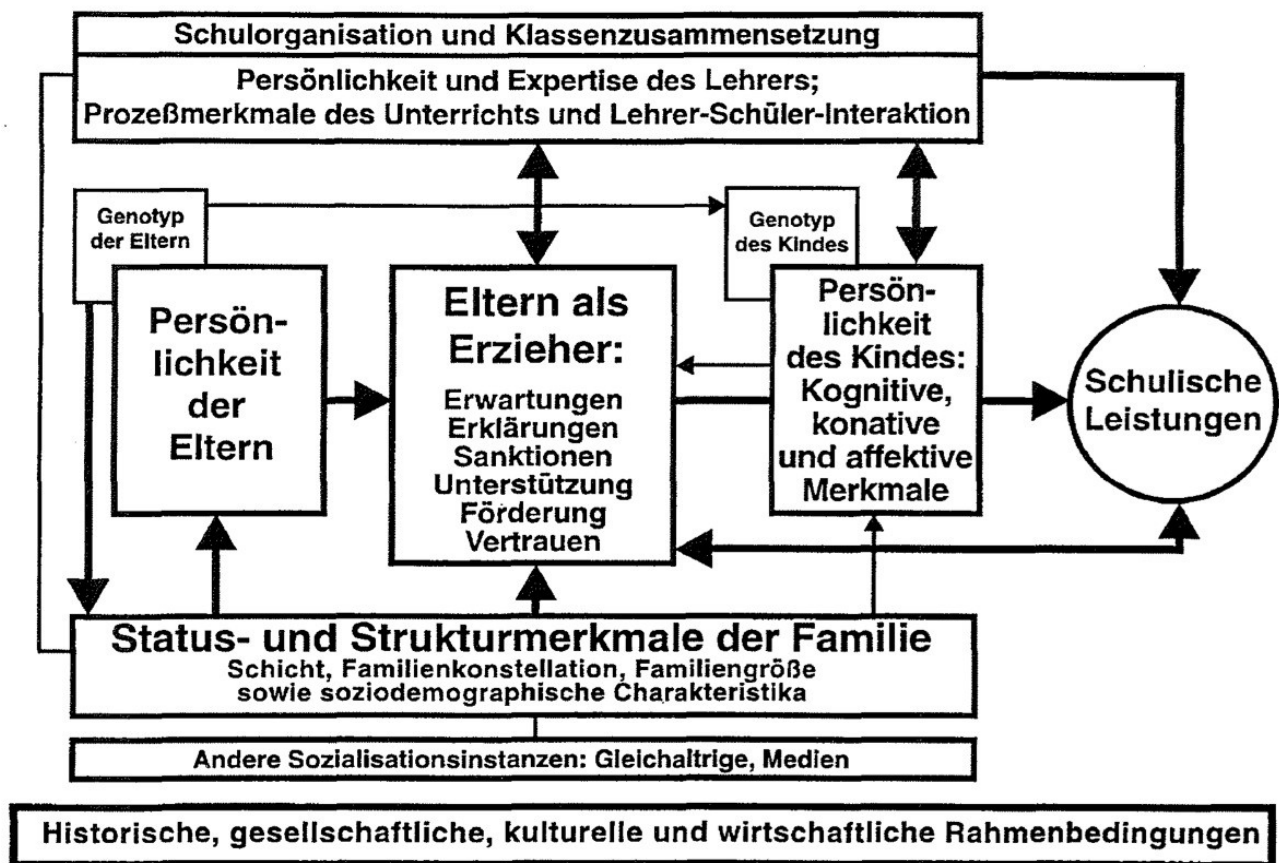 Schulorganisation und Klassenzusammensetzung
Persönlichkeit und Expertise des Lehrers;
Prozeßmerkmale des Unterrichts und Lehrer-Schüler-Interaktion
Genotyp
der Eltern
Genotyp
des Kindes
Persön-
lichkeit
der
Eltern
Eltern als
Erzieher:
Erwartungen
Erklärungen
Sanktionen
Unterstützung
Förderung
Vertrauen
Persön-
lichkeit
des Kindes:
Kognitive,
konative
und affektive
Merkmale
Schulische
Leistungen
Status- und Strukturmerkmale der Familie
Schicht, Familienkonstellation, Familiengröße
sowie soziodemographische Charakteristika
Andere Sozialisationsinstanzen: Gleichaltrige, Medien
Historische, gesellschaftliche, kulturelle und wirtschaftliche Rahmenbedingungen